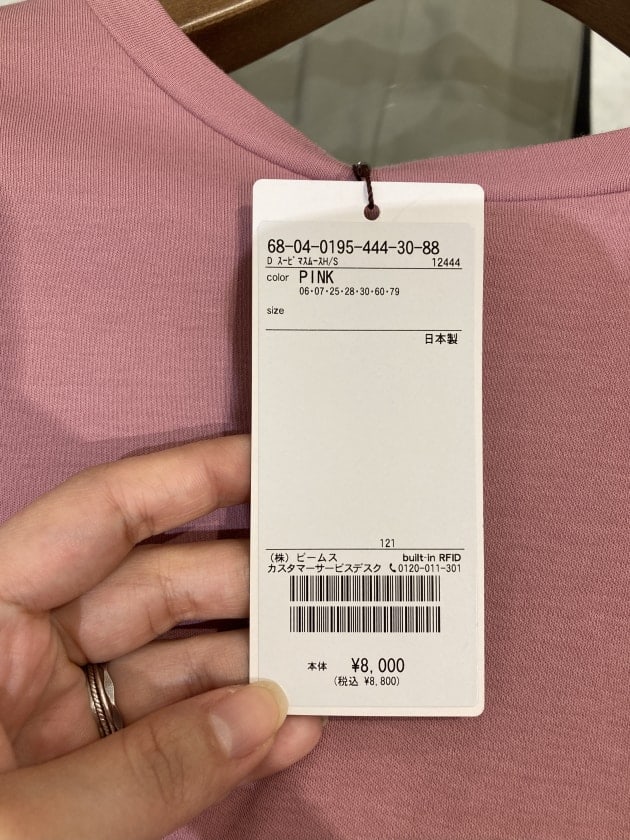 68-04-0195-444-30-88
D ｽｰﾋﾟﾏｽﾑｰｽH/S 12444
color PINK
06・07・25・28・30・60・79
size
日本製
121
(株) ビームス built-in RFID
カスタマーサービスデスク 0120-011-301
本体 ¥8,000
(税込 ¥8,800)